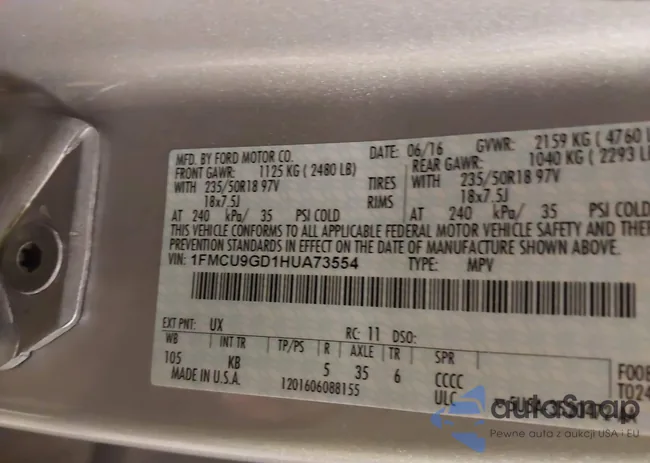 MFD. BY FORD MOTOR CO. DATE: 06/16 GVWR: 2159 KG ( 4760 LB
FRONT GAWR: 1125 KG ( 2480 LB) REAR GAWR: 1040 KG ( 2293 L
WITH 235/50R18 97V TIRES WITH 235/50R18 97V
18x7.5J RIMS 18x7.5J
AT 240 kPa/ 35 PSI COLD AT 240 kPa/ 35 PSI COLD
THIS VEHICLE CONFORMS TO ALL APPLICABLE FEDERAL MOTOR VEHICLE SAFETY AND THEF
PREVENTION STANDARDS IN EFFECT ON THE DATE OF MANUFACTURE SHOWN ABOVE.
VIN: 1FMCU9GD1HUA73554 TYPE: MPV
EXT PNT: UX RC: 11 DSO:
WB INT TR TP/PS R AXLE TR SPR
105 KB 5 35 6 CCCC F008
MADE IN U.S.A. 1201606088155 ULC T024
autoSnap
Pewne auta z aukcji USA i EU